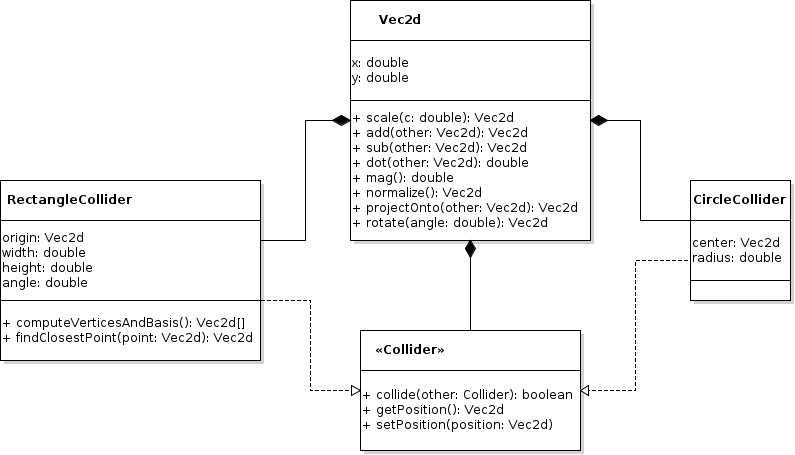 Vec2d
x: double
y: double
+ scale(c: double): Vec2d
+ add(other: Vec2d): Vec2d
+ sub(other: Vec2d): Vec2d
+ dot(other: Vec2d): double
+ mag(): double
+ normalize(): Vec2d
+ projectOnto(other: Vec2d): Vec2d
+ rotate(angle: double): Vec2d
RectangleCollider
origin: Vec2d
width: double
height: double
angle: double
+ computeVerticesAndBasis(): Vec2d[]
+ findClosestPoint(point: Vec2d): Vec2d
CircleCollider
center: Vec2d
radius: double
«Collider»
+ collide(other: Collider): boolean
+ getPosition(): Vec2d
+ setPosition(position: Vec2d)